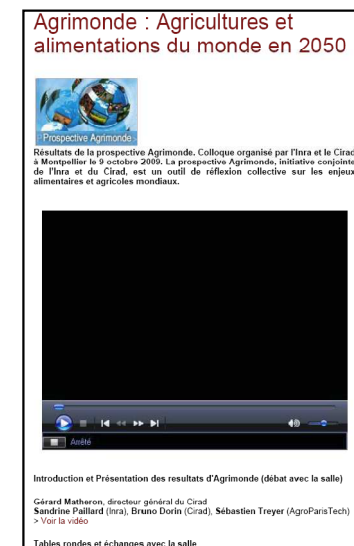 Agrimonde : Agricultures et
alimentations du monde en 2050
Prospective Agrimonde
Résultats de la prospective Agrimonde. Colloque organisé par l'Inra et le Cirad
à Montpellier le 9 octobre 2009. La prospective Agrimonde, initiative conjointe
de l'Inra et du Cirad, est un outil de réflexion collective sur les enjeux
alimentaires et agricoles mondiaux.
Arrêté
Introduction et Présentation des resultats d'Agrimonde (débat avec la salle)
Gérard Matheron, directeur général du Cirad
Sandrine Paillard (Inra), Bruno Dorin (Cirad), Sébastien Treyer (AgroParisTech)
> Voir la vidéo
Tables rondes et échanges avec la salle